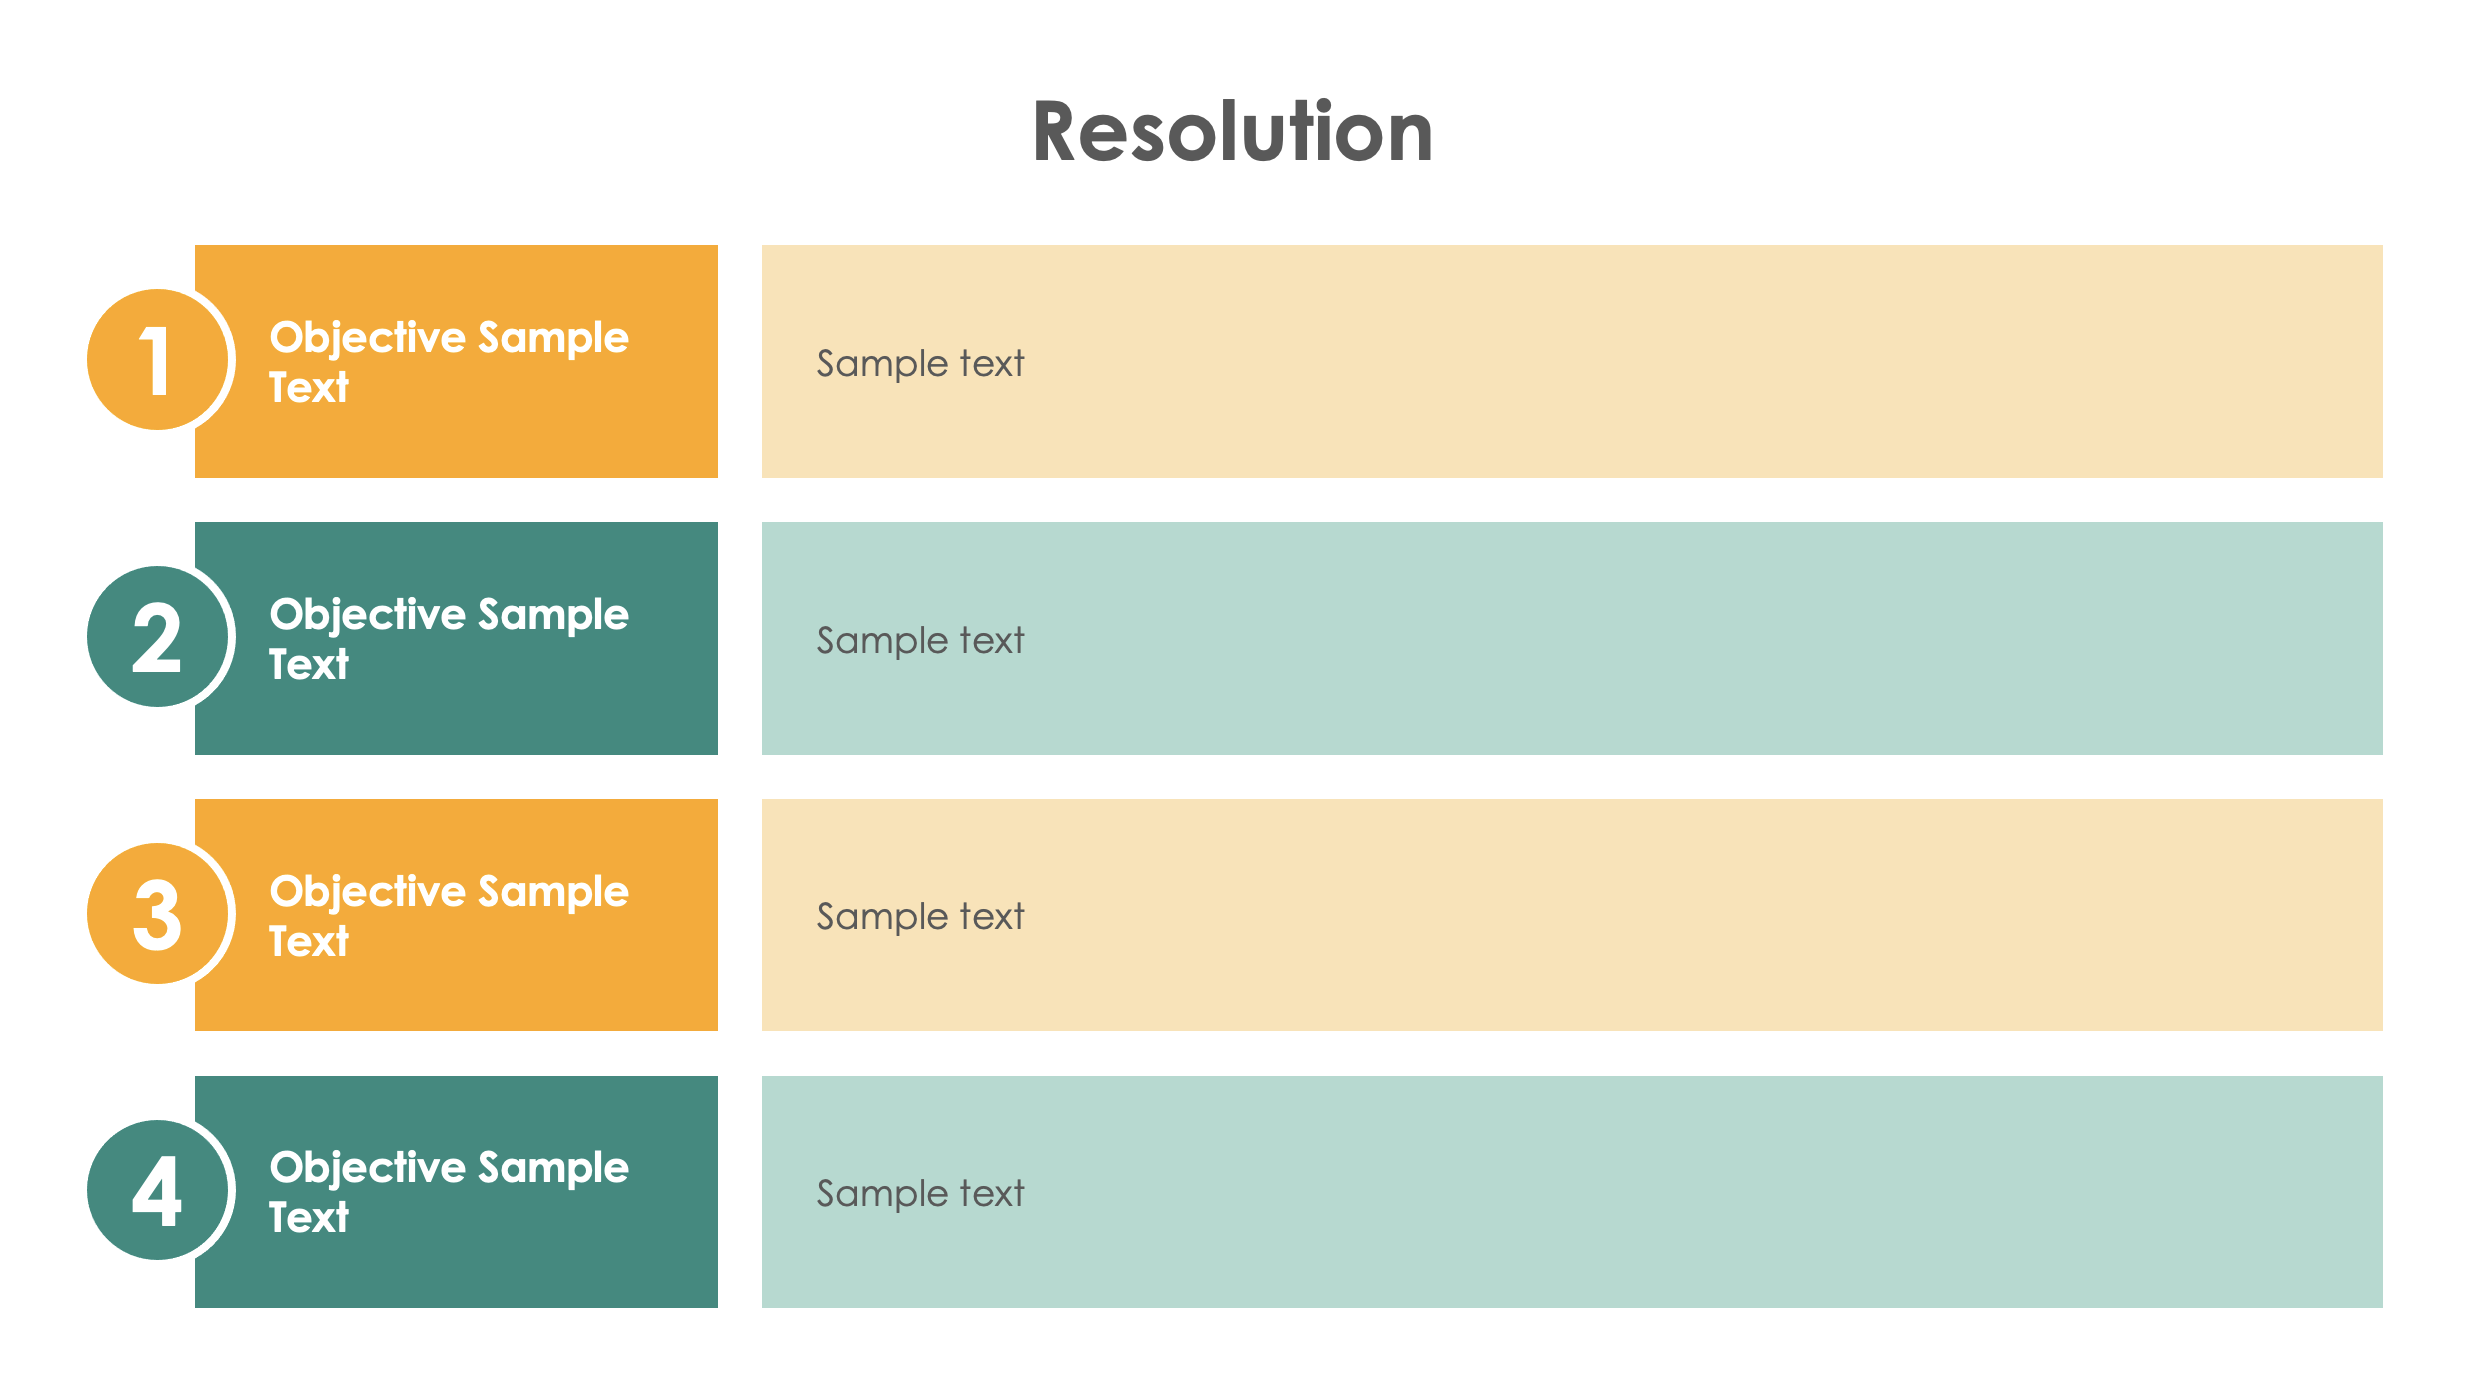 Resolution
1
Objective Sample
Text
Sample text
2
Objective Sample
Text
Sample text
3
Objective Sample
Text
Sample text
4
Objective Sample
Text
Sample text